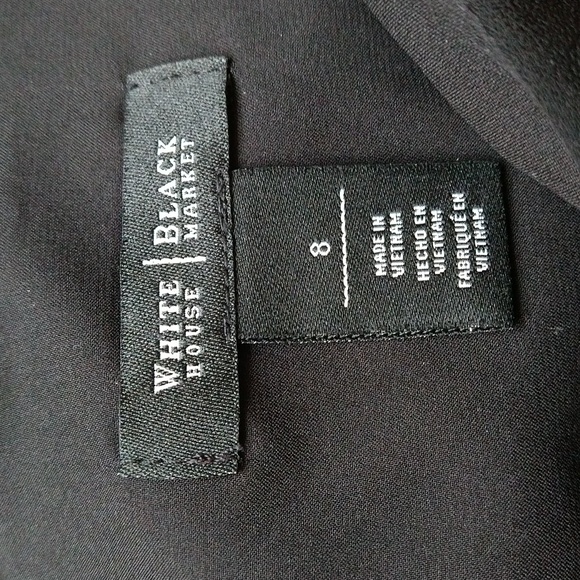 WHITE | BLACK
HOUSE | MARKET
8
MADE IN
VIETNAM
HECHO EN
VIETNAM
FABRIQUÉ EN
VIETNAM